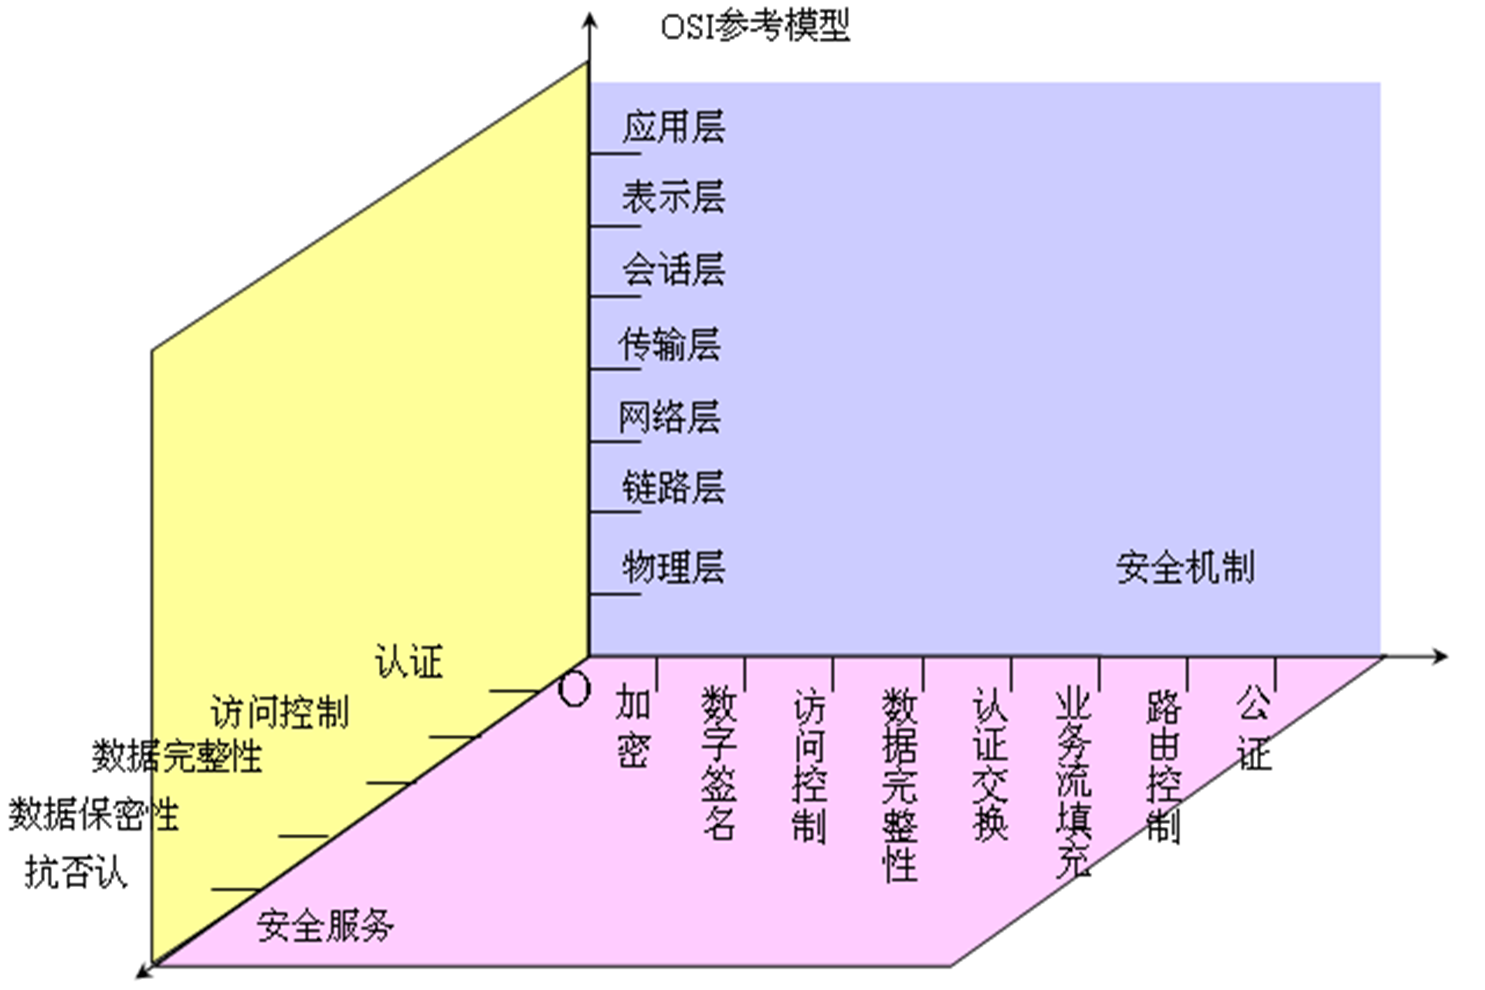 OSI参考模型
应用层
表示层
会话层
传输层
网络层
链路层
物理层
安全机制
认证
访问控制
数据完整性
数据保密性
抗否认
安全服务
O
加密
数字签名
访问控制
数据完整性
认证交换
业务流填充
路由控制
公证